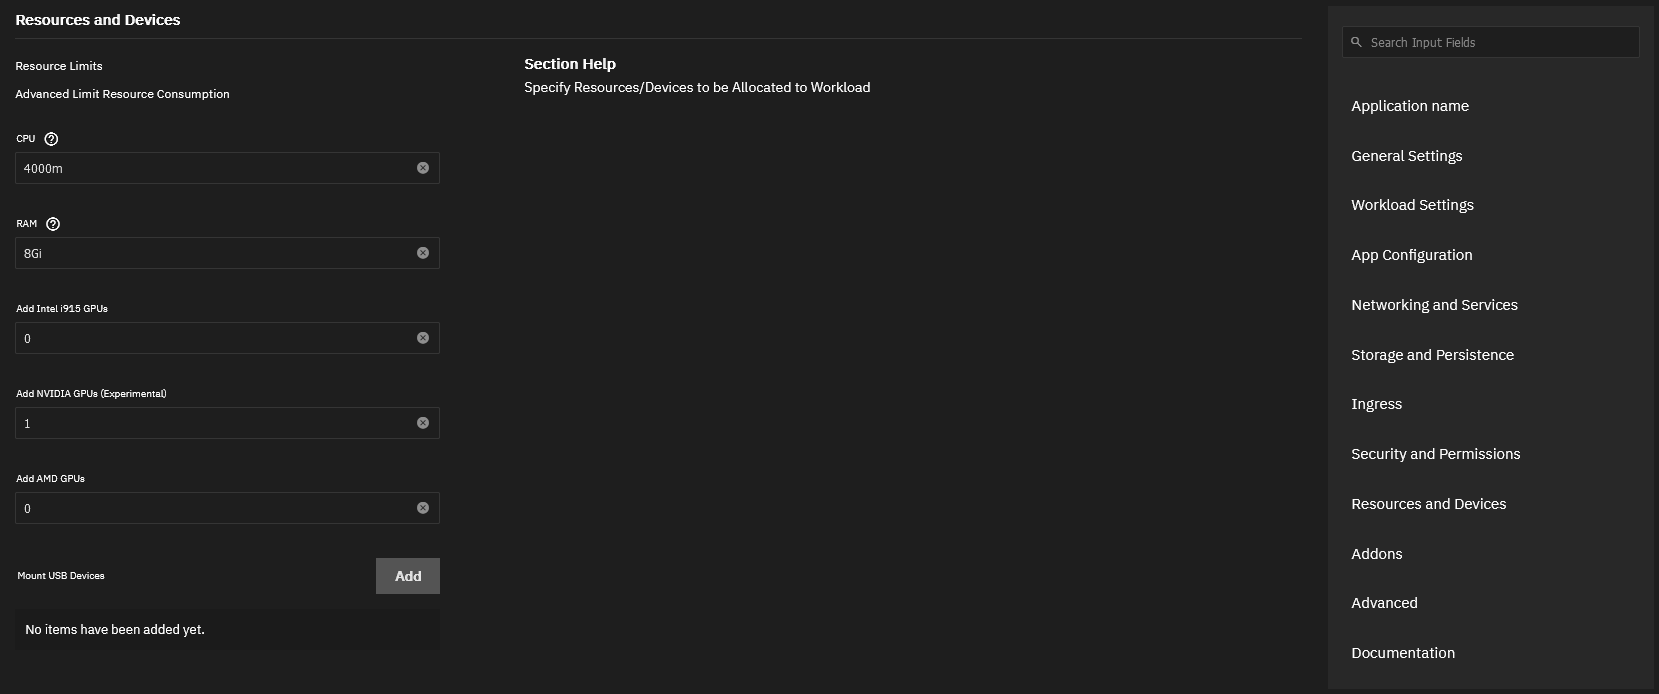 Resources and Devices
Resource Limits
Advanced Limit Resource Consumption
CPU
4000m
RAM
8Gi
Add Intel i915 GPUs
0
Add NVIDIA GPUs (Experimental)
1
Add AMD GPUs
0
Mount USB Devices
Add
No items have been added yet.
Section Help
Specify Resources/Devices to be Allocated to Workload
Search Input Fields
Application name
General Settings
Workload Settings
App Configuration
Networking and Services
Storage and Persistence
Ingress
Security and Permissions
Resources and Devices
Addons
Advanced
Documentation